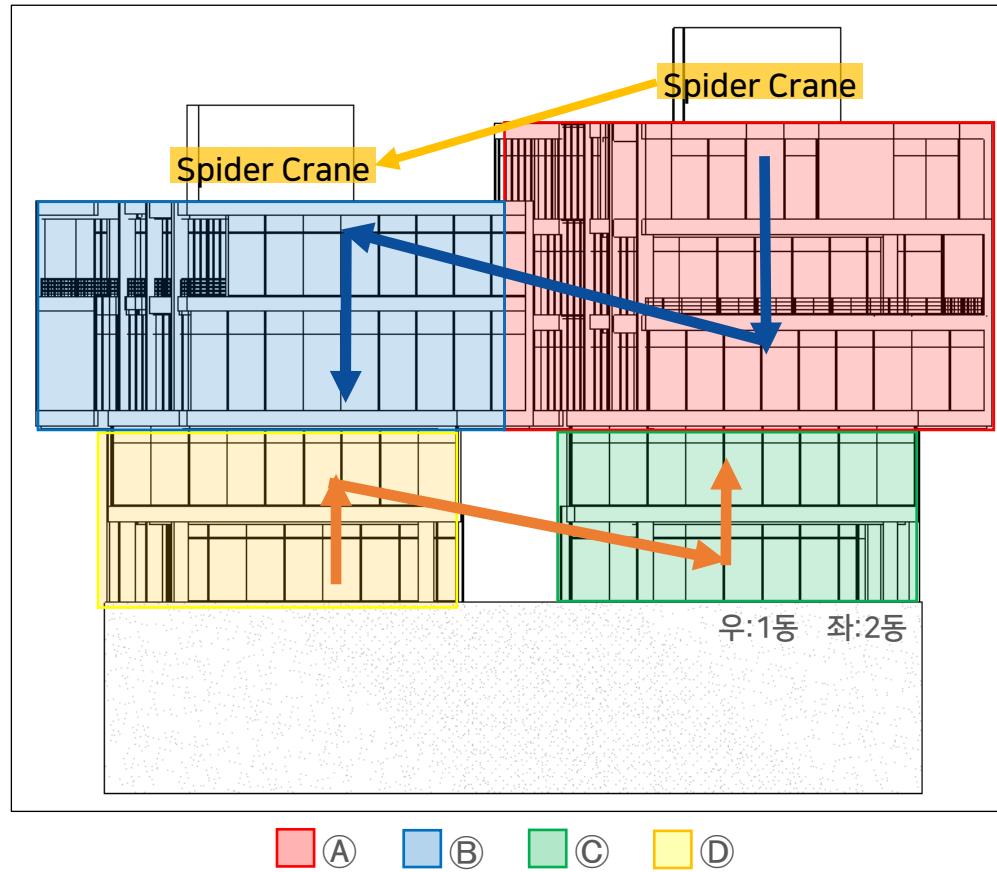 Spider Crane
Spider Crane
우:1동 좌:2동
Ⓐ Ⓑ Ⓒ Ⓓ